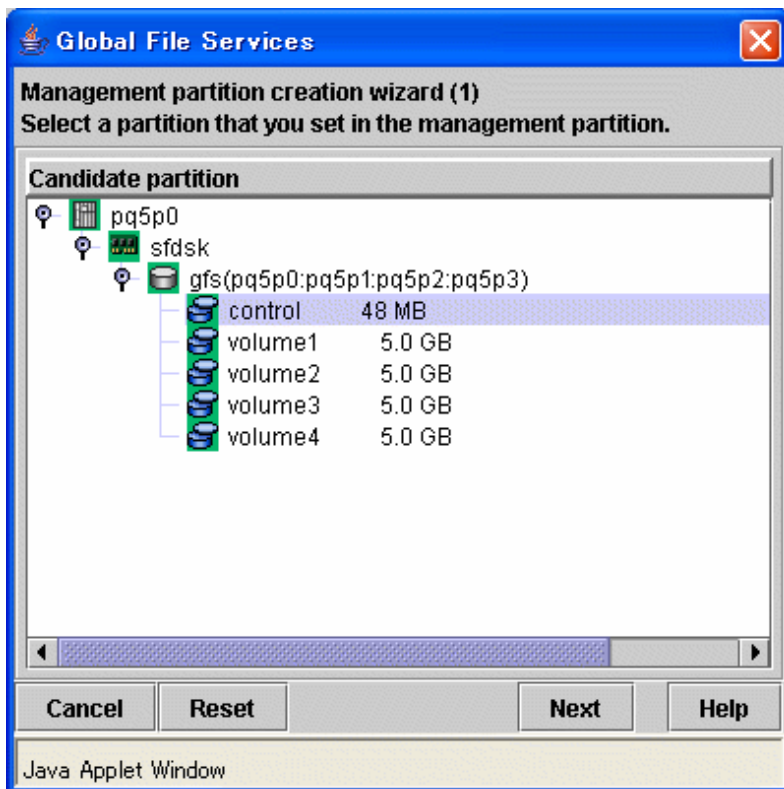 Global File Services
Management partition creation wizard (1)
Select a partition that you set in the management partition.
Candidate partition
pq5p0
sfdsk
gfs(pq5p0:pq5p1:pq5p2:pq5p3)
control 48 MB
volume1 5.0 GB
volume2 5.0 GB
volume3 5.0 GB
volume4 5.0 GB
Cancel Reset Next Help
Java Applet Window